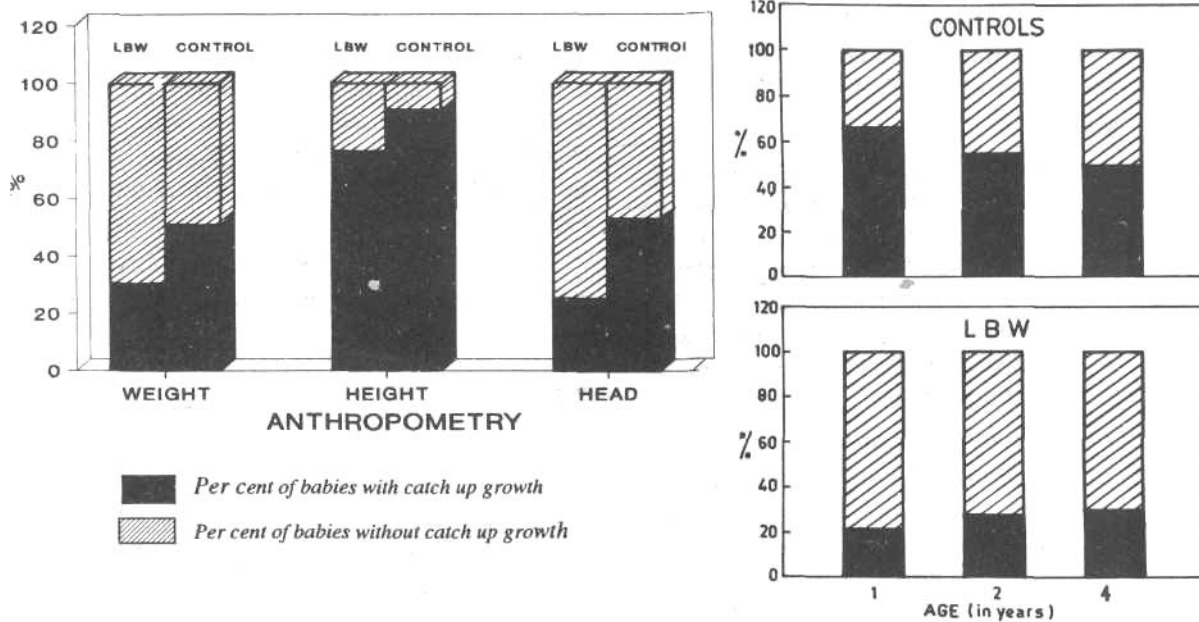 120
LBW CONTROL LBW CONTROL LBW CONTROI
100
80
%
60
40
20
0
WEIGHT HEIGHT HEAD
ANTHROPOMETRY
Per cent of babies with catch up growth
Per cent of babies without catch up growth
120
CONTROLS
100
80
%
60
40
20
0
120
LBW
100
80
%
60
40
20
0
1 2 4
AGE (in years)